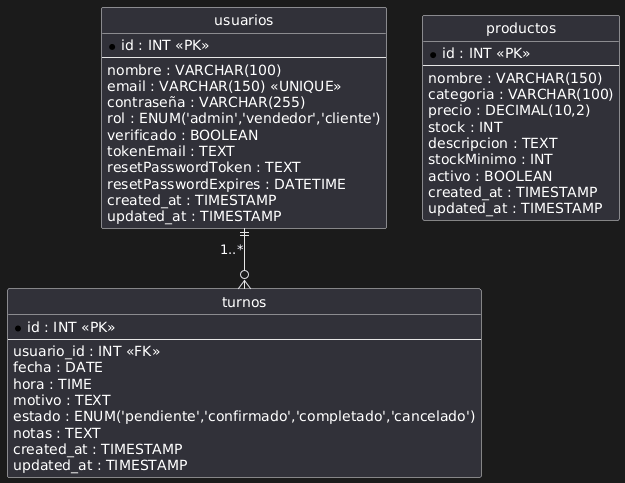 usuarios
id : INT «PK»
nombre : VARCHAR(100)
email : VARCHAR(150) «UNIQUE»
contraseña : VARCHAR(255)
rol : ENUM('admin','vendedor','cliente')
verificado : BOOLEAN
tokenEmail : TEXT
resetPasswordToken : TEXT
resetPasswordExpires : DATETIME
created_at : TIMESTAMP
updated_at : TIMESTAMP
productos
id : INT «PK»
nombre : VARCHAR(150)
categoria : VARCHAR(100)
precio : DECIMAL(10,2)
stock : INT
descripcion : TEXT
stockMinimo : INT
activo : BOOLEAN
created_at : TIMESTAMP
updated_at : TIMESTAMP
1..*
turnos
id : INT «PK»
usuario_id : INT «FK»
fecha : DATE
hora : TIME
motivo : TEXT
estado : ENUM('pendiente','confirmado','completado','cancelado')
notas : TEXT
created_at : TIMESTAMP
updated_at : TIMESTAMP